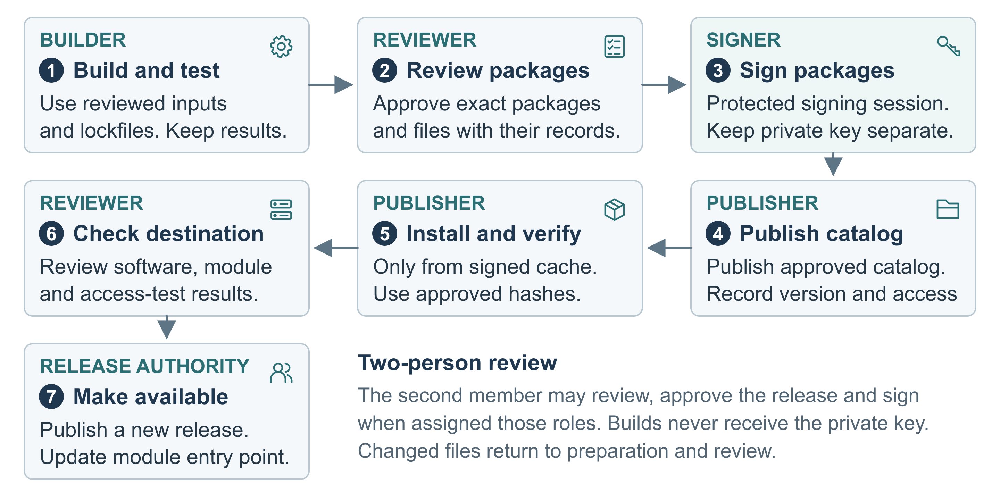 BUILDER
1 Build and test
Use reviewed inputs
and lockfiles. Keep results.
REVIEWER
2 Review packages
Approve exact packages
and files with their records.
SIGNER
3 Sign packages
Protected signing session.
Keep private key separate.
PUBLISHER
4 Publish catalog
Publish approved catalog.
Record version and access
PUBLISHER
5 Install and verify
Only from signed cache.
Use approved hashes.
REVIEWER
6 Check destination
Review software, module
and access-test results.
RELEASE AUTHORITY
7 Make available
Publish a new release.
Update module entry point.
Two-person review
The second member may review, approve the release and sign
when assigned those roles. Builds never receive the private key.
Changed files return to preparation and review.